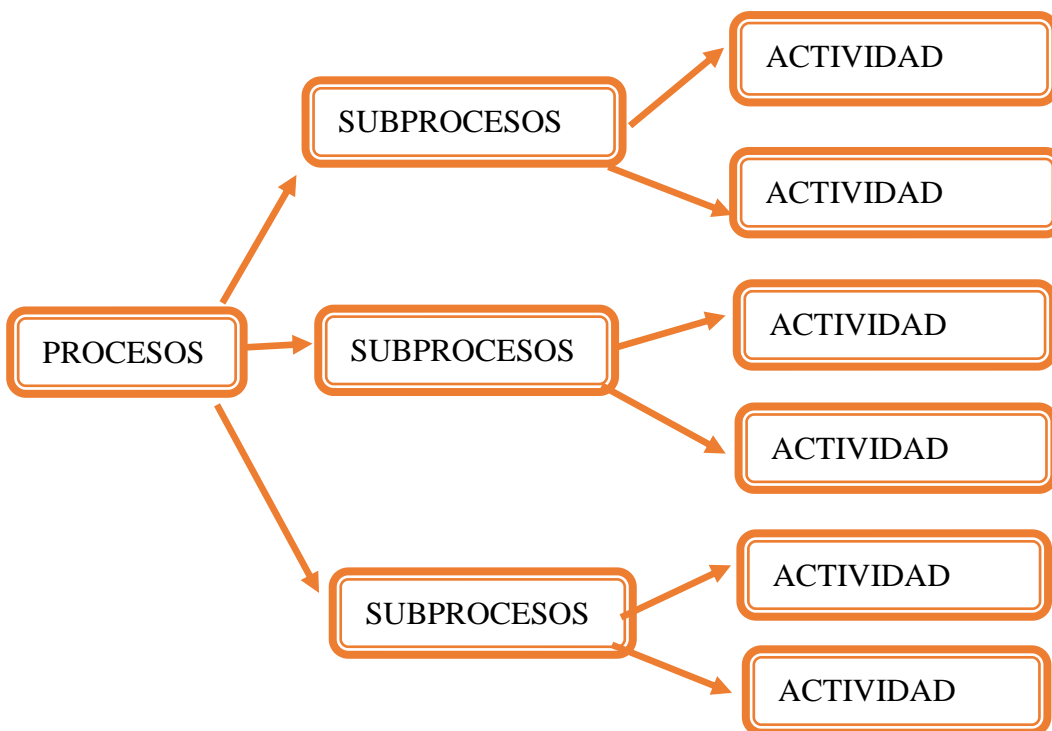 ACTIVIDAD
SUBPROCESOS
ACTIVIDAD
ACTIVIDAD
PROCESOS
SUBPROCESOS
ACTIVIDAD
ACTIVIDAD
SUBPROCESOS
ACTIVIDAD